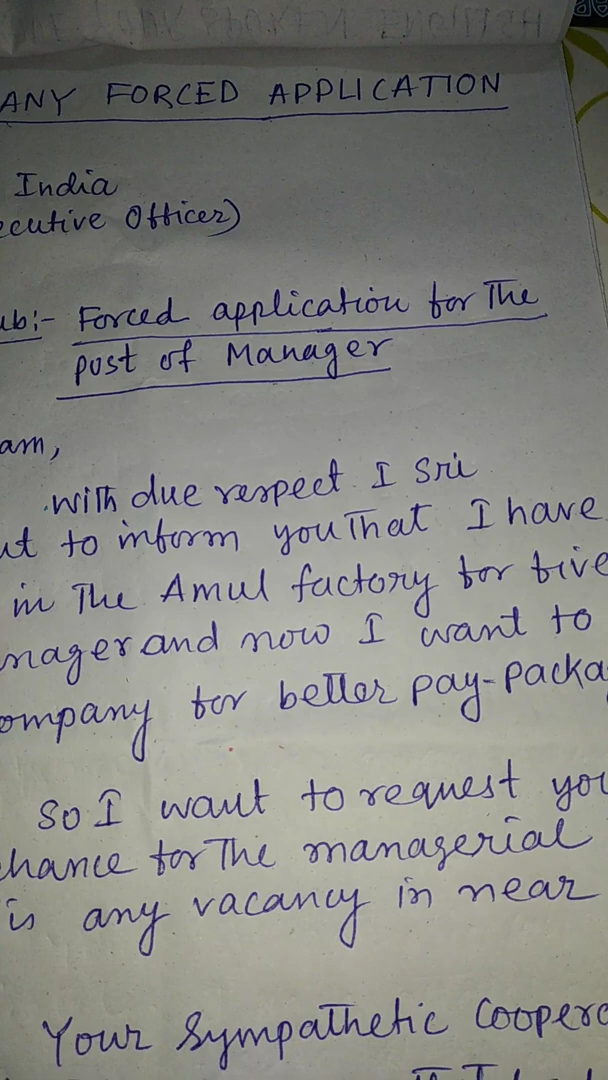 ANY FORCED APPLICATION
India
ecutive Officer)
ub:- Forced application for The
post of Manager
am,
With due respect I Sri
ut to inform you That I have
in The Amul factory for five
nager and now I want to
ompany for better pay-packa
So I want to request you
chance for The managerial
is any vacancy in near
Your Sympathetic Coopera